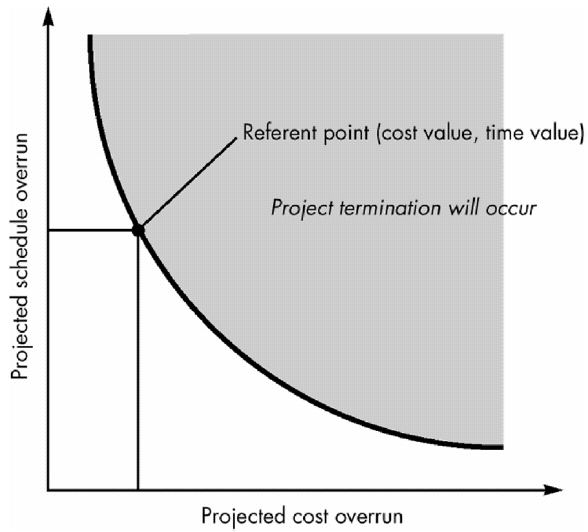 Referent point (cost value, time value)
Project termination will occur
Projected schedule overrun
Projected cost overrun